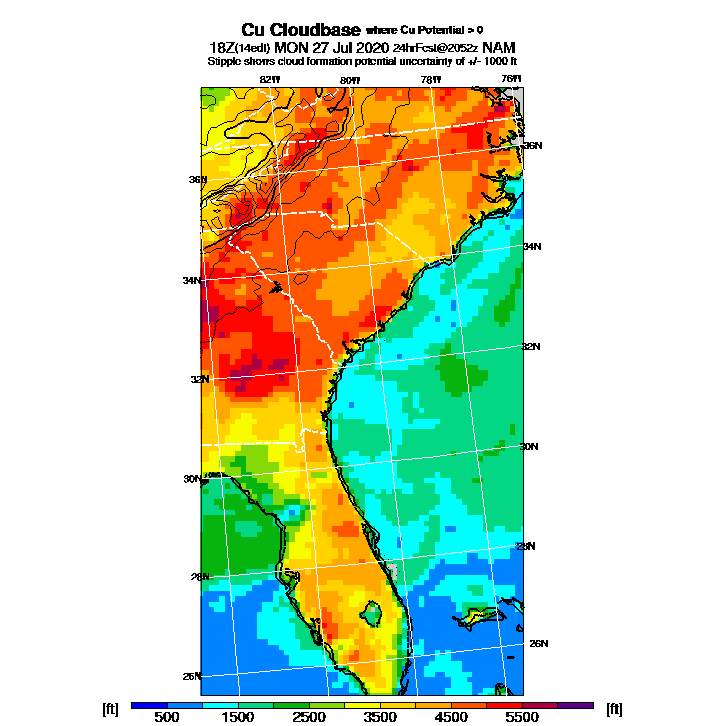 Cu Cloudbase where Cu Potential > 0
18Z(14edt) MON 27 Jul 2020 24hrFcst@2052z NAM
Stipple shows cloud formation potential uncertainty of +/- 1000 ft
82W 80W 78W 76W
36N
36N
34N
34N
32N
32N
30N
30N
28N
28N
26N
26N
[ft] 500 1500 2500 3500 4500 5500 [ft]